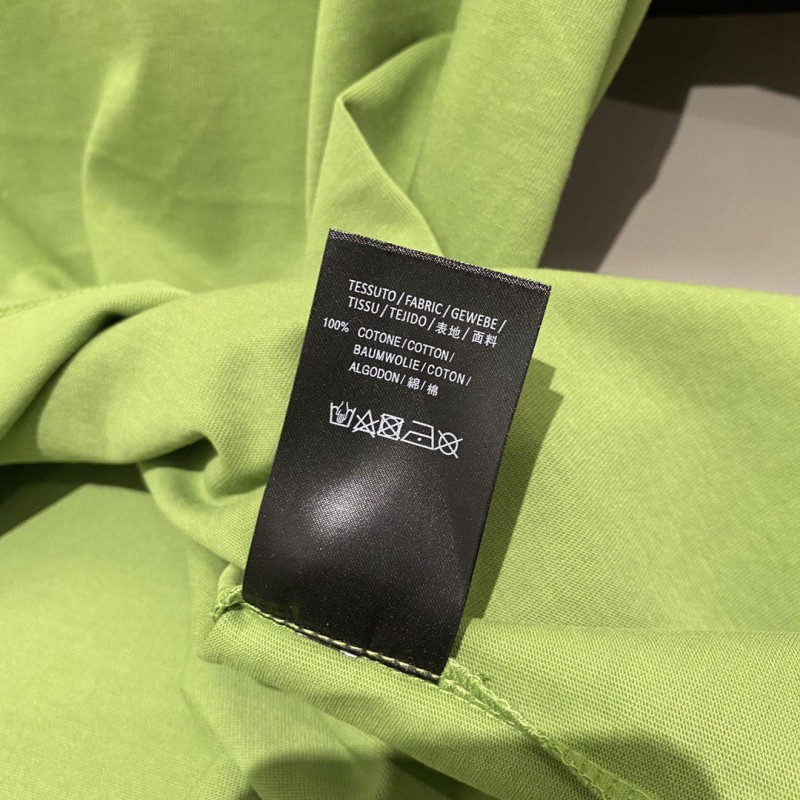 TESSUTO/FABRIC/GEWEBE/
TISSU/TEJIDO/表地/面料
100% COTONE/COTTON/
BAUMWOLIE/COTON/
ALGODON/綿/棉